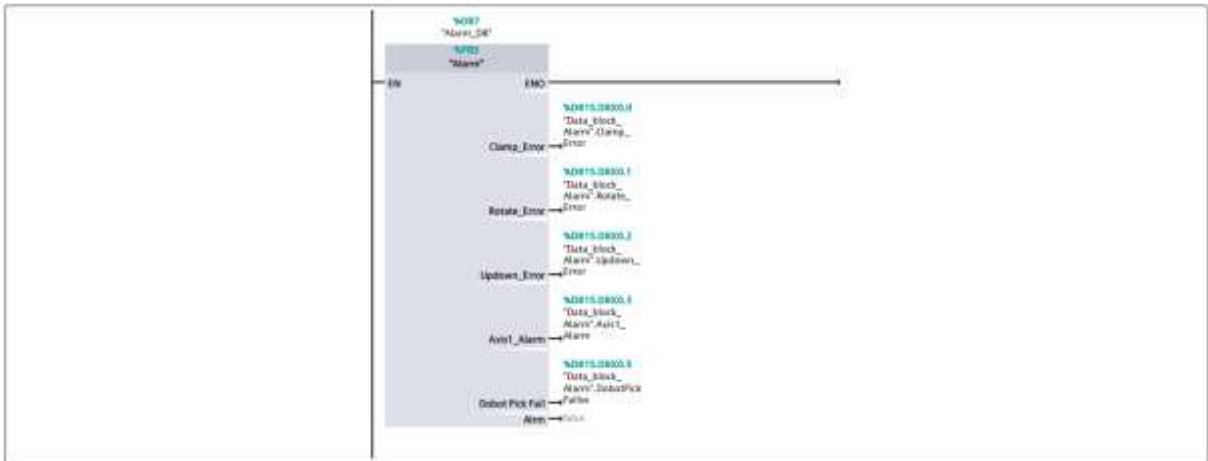 %DB7
"Alarm_DB"
"Alarm"
EN
ENO
%DB15.DBX0.0
"Data_block_
Alarm".Clamp_
Error
Clamp_Error
%DB15.DBX0.1
"Data_block_
Alarm".Rotate_
Error
Rotate_Error
%DB15.DBX0.2
"Data_block_
Alarm".Updown_
Error
Updown_Error
%DB15.DBX0.3
"Data_block_
Alarm".Axis1_
Alarm
Axis1_Alarm
%DB15.DBX0.5
"Data_block_
Alarm".DobotPick
Dobot Pick Fail
Alrm